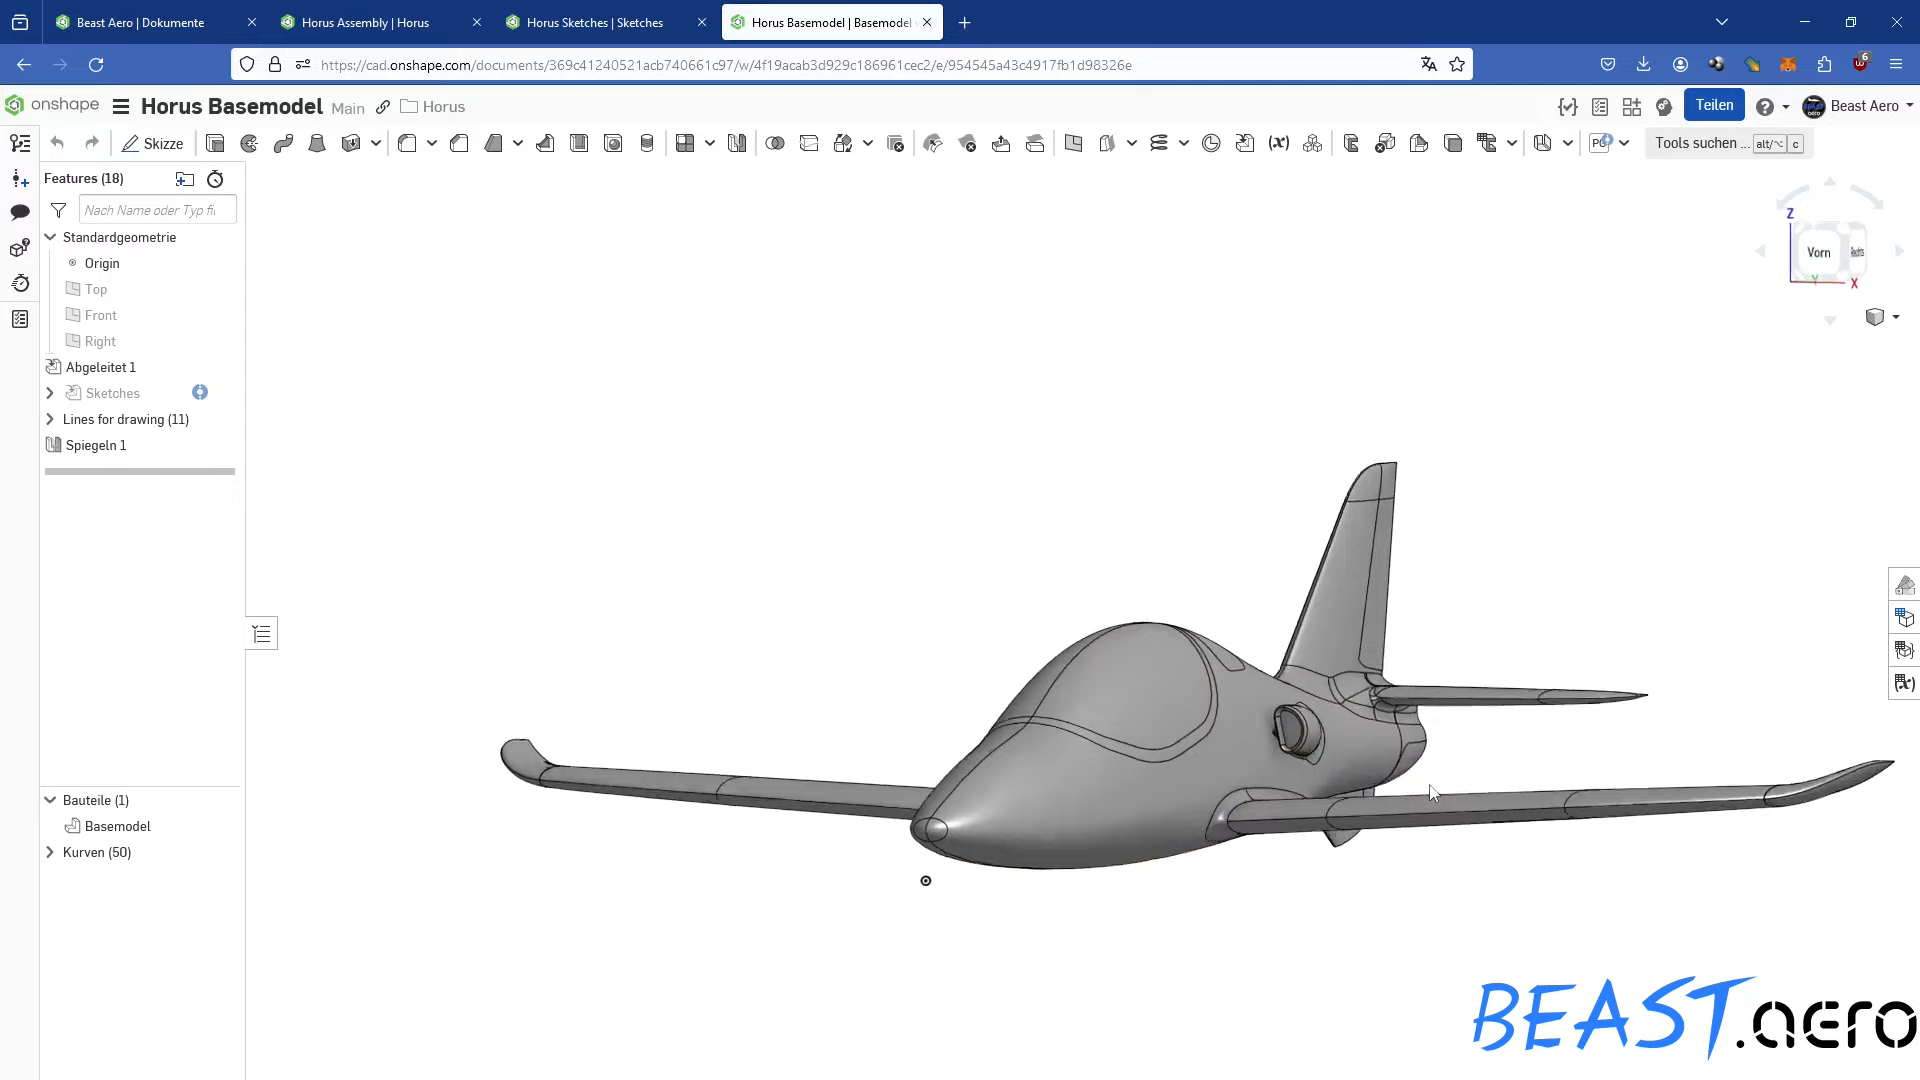 Beast Aero | Dokumente
Horus Assembly | Horus
Horus Sketches | Sketches
Horus Basemodel | Basemodel
https://cad.onshape.com/documents/369c41240521acb740661c97/w/4f19acab3d929c186961cec2/e/954545a43c4917fb1d98326e
6
onshape
Horus Basemodel
Main
Horus
Teilen
Beast Aero
Skizze
(x)
Tools suchen ...
alt/⌥
c
Features (18)
Nach Name oder Typ fil
Standardgeometrie
Origin
Top
Front
Right
Abgeleitet 1
Sketches
Lines for drawing (11)
Spiegeln 1
Z
Vorn
Rechts
Y
X
(x)
Bauteile (1)
Basemodel
Kurven (50)
BEAST.aero